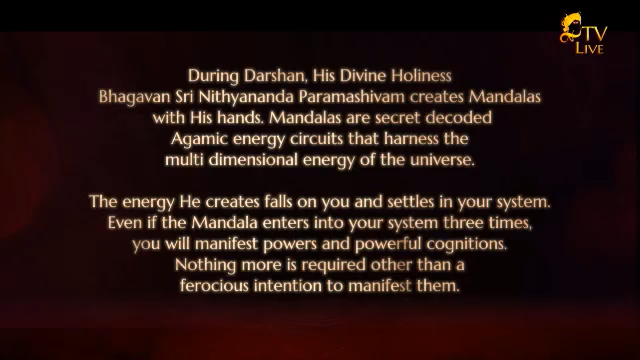 TV
LIVE
During Darshan, His Divine Holiness
Bhagavan Sri Nithyananda Paramashivam creates Mandalas
with His hands. Mandalas are secret decoded
Agamic energy circuits that harness the
multi dimensional energy of the universe.
The energy He creates falls on you and settles in your system.
Even if the Mandala enters into your system three times,
you will manifest powers and powerful cognitions.
Nothing more is required other than a
ferocious intention to manifest them.